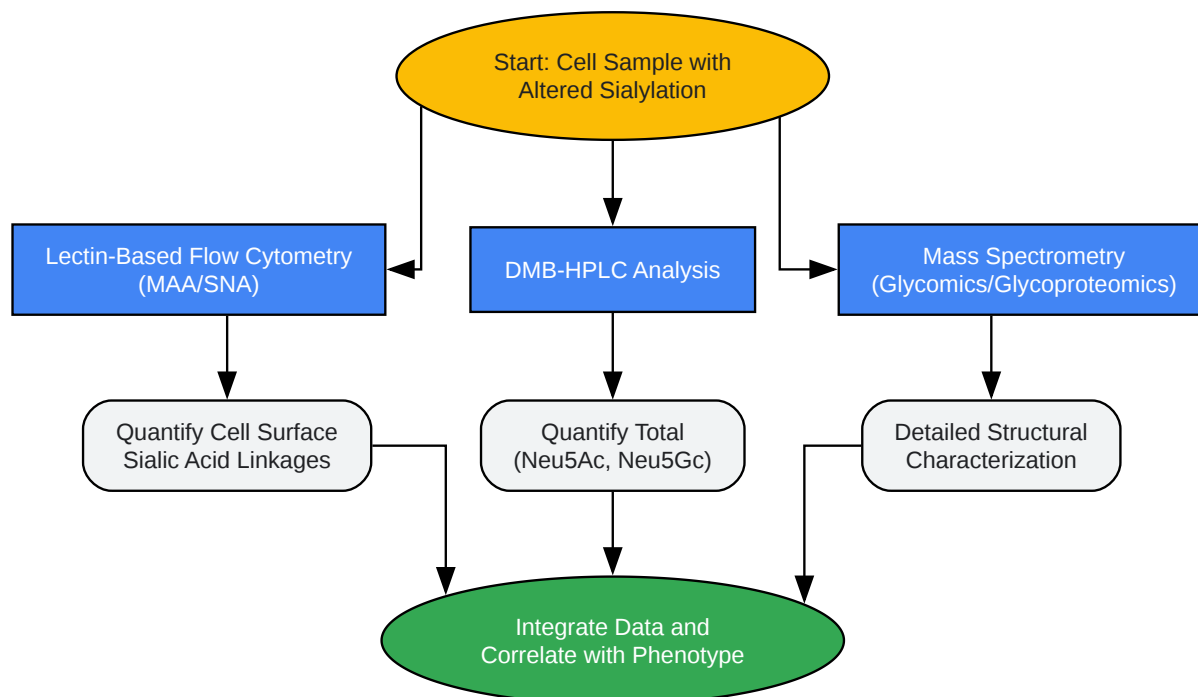 Start: Cell Sample with
Altered Sialylation
Lectin-Based Flow Cytometry
(MAA/SNA)
DMB-HPLC Analysis
Mass Spectrometry
(Glycomics/Glycoproteomics)
Quantify Cell Surface
Sialic Acid Linkages
Quantify Total
(Neu5Ac, Neu5Gc)
Detailed Structural
Characterization
Integrate Data and
Correlate with Phenotype